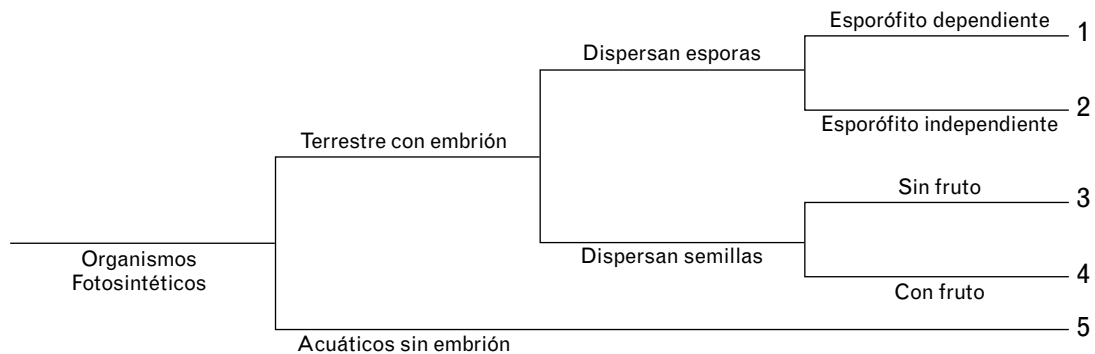 Esporófito dependiente
1
Dispersan esporas
2
Esporófito independiente
Terrestre con embrión
Sin fruto
3
Organismos
Fotosintéticos
Dispersan semillas
4
Con fruto
5
Acuáticos sin embrión